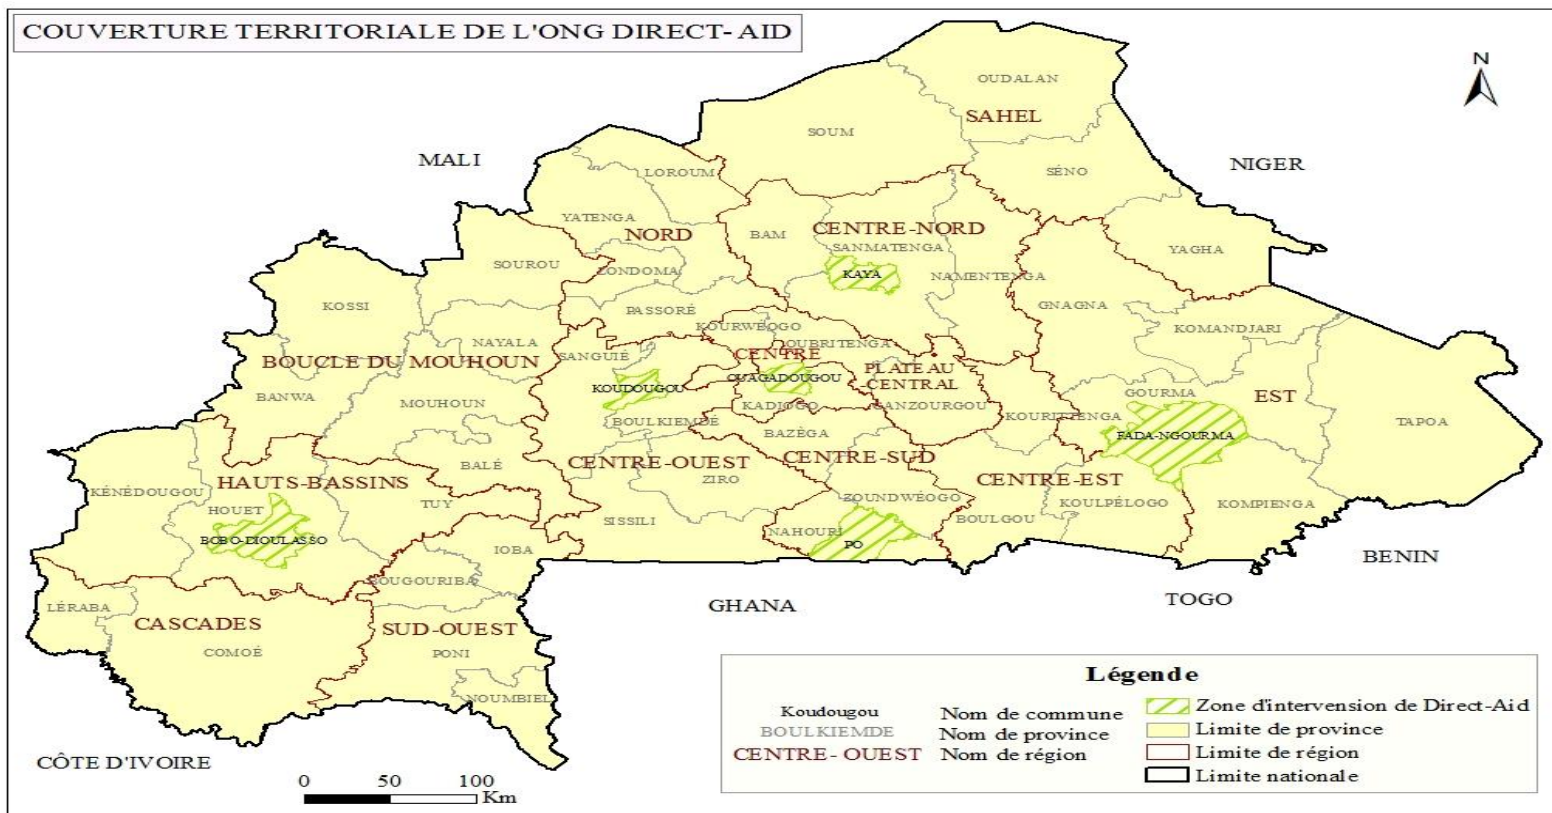 COUVERTURE TERRITORIALE DE L'ONG DIRECT- AID
N
OUDALAN
SAHEL
SOUM
MALI
NIGER
LOROUM
SÉNO
YATENGA
NORD
BAM
CENTRE-NORD
SANMATENGA
YAGHA
SOUROU
LONDOMA
KAYA
NAMENTENGA
KOSSI
PASSORÉ
GNAGNA
KOURWÉOGO
KOMANDJARI
NAYALA
SANGUIÉ
OUBRITENGA
CENTRE
BOUCLE DU MOUHOUN
KOUDOUGOU
OUAGADOUGOU
PLATEAU
-CENTRAL
BANWA
MOUHOUN
KADIOGO
GANZOURGOU
GOURMA
EST
BOULKIEMDÉ
BAZÈGA
KOURITTENGA
FADA-NGOURMA
TAPOA
BALÉ
CENTRE-OUEST
CENTRE-SUD
HAUTS-BASSINS
ZIRO
CENTRE-EST
KÉNÉDOUGOU
TUY
ZOUNDWÉOGO
KOULPÉLOGO
KOMPIENGA
HOUET
SISSILI
NAHOURI
BOULGOU
BOBO-DIOULASSO
PO
IOBA
BENIN
BOUGOURIBA
GHANA
TOGO
LÉRABA
CASCADES
SUD-OUEST
COMOÉ
PONI
NOUMBIEL
CÔTE D'IVOIRE
0 50 100
Km
Légende
Koudougou Nom de commune
BOULKIEMDE Nom de province
CENTRE- OUEST Nom de région
Zone d'intervention de Direct-Aid
Limite de province
Limite de région
Limite nationale